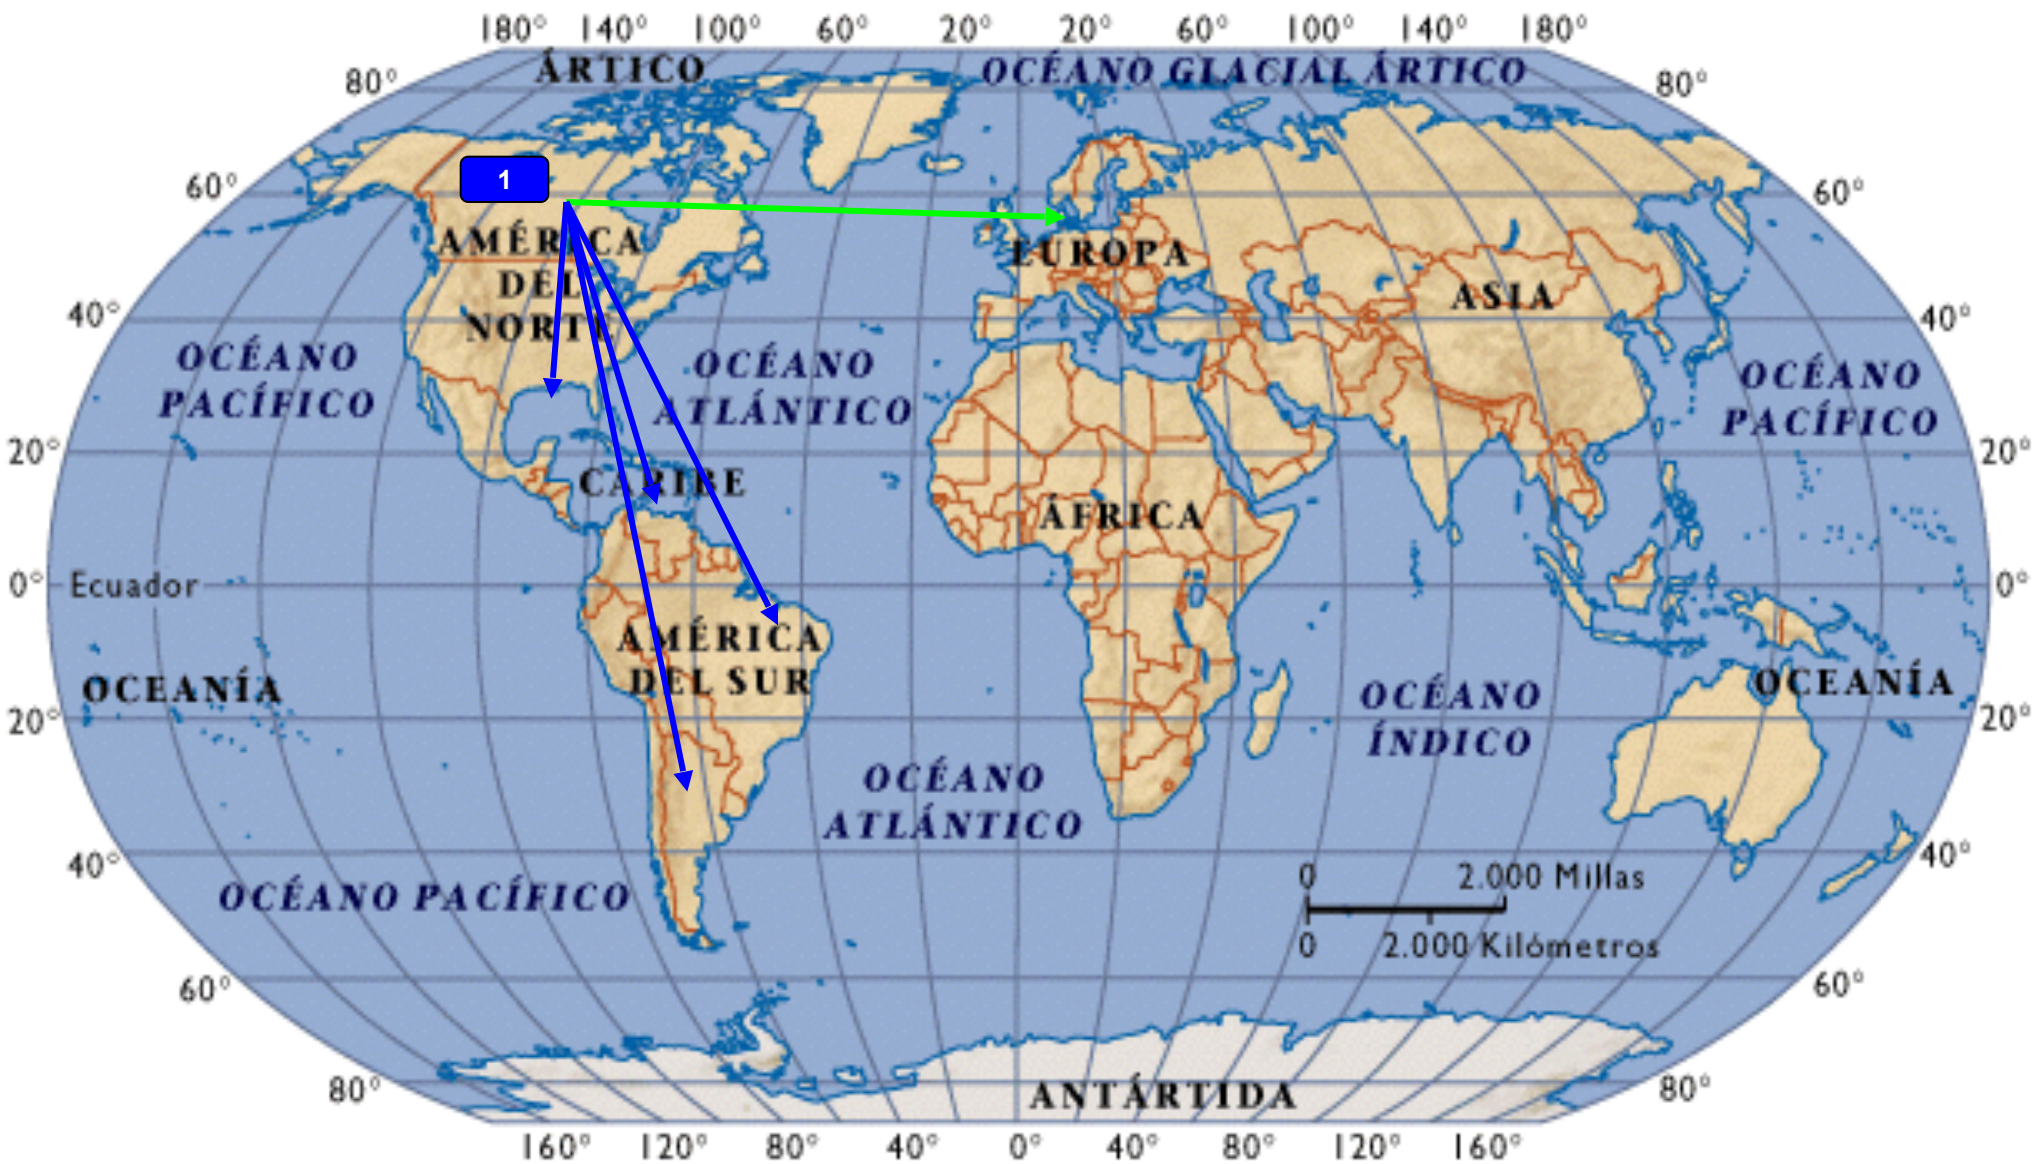 180° 140° 100° 60° 20° 20° 60° 100° 140° 180°
ÁRTICO
OCÉANO GLACIAL ÁRTICO
80°
80°
1
60°
60°
AMÉRICA
DEL
NORTE
EUROPA
ASIA
40°
40°
OCÉANO
PACÍFICO
OCÉANO
ATLÁNTICO
OCÉANO
PACÍFICO
20°
20°
CARIBE
ÁFRICA
0°
Ecuador
0°
AMÉRICA
DEL SUR
OCEANÍA
OCEANÍA
OCÉANO
ÍNDICO
20°
20°
OCÉANO
ATLÁNTICO
40°
40°
OCÉANO PACÍFICO
0 2.000 Millas
0 2.000 Kilómetros
60°
60°
80°
80°
ANTÁRTIDA
160° 120° 80° 40° 0° 40° 80° 120° 160°